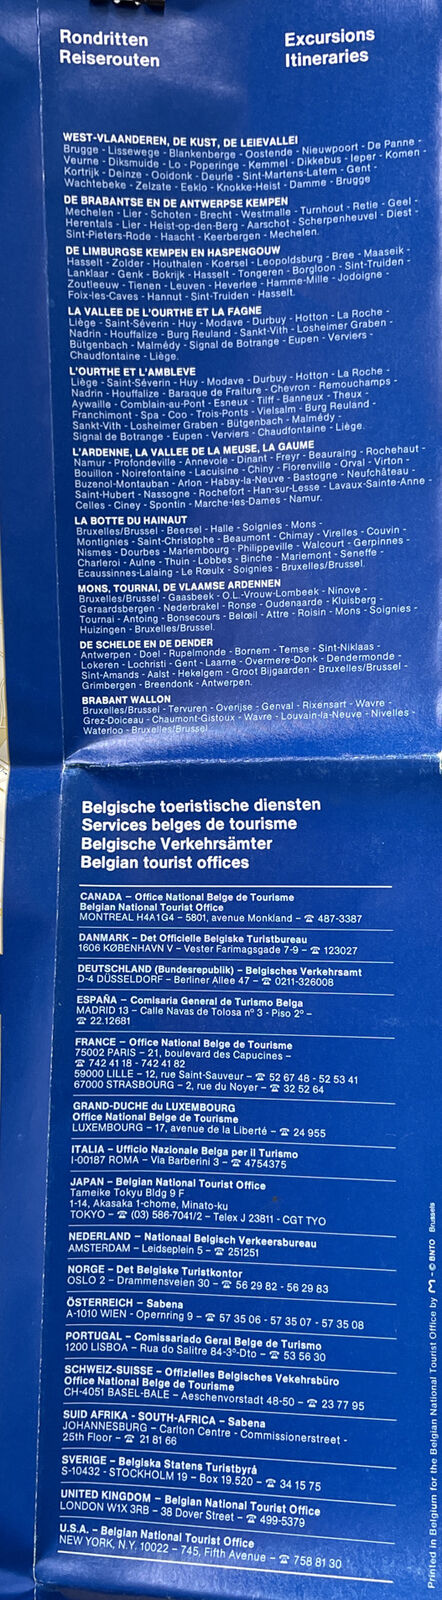 Rondritten
Reiserouten
Excursions
Itineraries
WEST-VLAANDEREN, DE KUST, DE LEIEVALLEI
Brugge - Lissewege - Blankenberge - Oostende - Nieuwpoort - De Panne -
Veurne - Diksmuide - Lo - Poperinge - Kemmel - Dikkebus - Ieper - Komen -
Kortrijk - Deinze - Ooidonk - Deurle - Sint-Martens-Latem - Gent -
Wachtebeke - Zelzate - Eeklo - Knokke-Heist - Damme - Brugge
DE BRABANTSE EN DE ANTWERPSE KEMPEN
Mechelen - Lier - Schoten - Brecht - Westmalle - Turnhout - Retie - Geel -
Herentals - Lier - Heist-op-den-Berg - Aarschot - Scherpenheuvel - Diest -
Sint-Pieters-Rode - Haacht - Keerbergen - Mechelen.
DE LIMBURGSE KEMPEN EN HASPENGOUW
Hasselt - Zolder - Houthalen - Koersel - Leopoldsburg - Bree - Maaseik -
Lanklaar - Genk - Bokrijk - Hasselt - Tongeren - Borgloon - Sint-Truiden -
Zoutleeuw - Tienen - Leuven - Heverlee - Hamme-Mille - Jodoigne -
Foix-les-Caves - Hannut - Sint-Truiden - Hasselt.
LA VALLEE DE L'OURTHE ET LA FAGNE
Liège - Saint-Séverin - Huy - Modave - Durbuy - Hotton - La Roche -
Nadrin - Houffalize - Burg Reuland - Sankt-Vith - Losheimer Graben -
Bütgenbach - Malmédy - Signal de Botrange - Eupen - Verviers -
Chaudfontaine - Liège.
L'OURTHE ET L'AMBLEVE
Liège - Saint-Séverin - Huy - Modave - Durbuy - Hotton - La Roche -
Nadrin - Houffalize - Baraque de Fraiture - Chevron - Remouchamps -
Aywaille - Comblain-au-Pont - Esneux - Tilff - Banneux - Theux -
Franchimont - Spa - Coo - Trois-Ponts - Vielsalm - Burg Reuland -
Sankt-Vith - Losheimer Graben - Bütgenbach - Malmédy -
Signal de Botrange - Eupen - Verviers - Chaudfontaine - Liège.
L'ARDENNE, LA VALLEE DE LA MEUSE, LA GAUME
Namur - Profondeville - Annevoie - Dinant - Freyr - Beauraing - Rochehaut -
Bouillon - Noirefontaine - Lacuisine - Chiny - Florenville - Orval - Virton -
Buzenol-Montauban - Arlon - Habay-la-Neuve - Bastogne - Neufchâteau -
Saint-Hubert - Nassogne - Rochefort - Han-sur-Lesse - Lavaux-Sainte-Anne -
Celles - Ciney - Spontin - Marche-les-Dames - Namur.
LA BOTTE DU HAINAUT
Bruxelles/Brussel - Beersel - Halle - Soignies - Mons -
Montignies - Saint-Christophe - Beaumont - Chimay - Virelles - Couvin -
Nismes - Dourbes - Mariembourg - Philippeville - Walcourt - Gerpinnes -
Charleroi - Aulne - Thuin - Lobbes - Binche - Mariemont - Seneffe -
Ecaussinnes-Lalaing - Le Rœulx - Soignies - Bruxelles/Brussel.
MONS, TOURNAI, DE VLAAMSE ARDENNEN
Bruxelles/Brussel - Gaasbeek - O.L.-Vrouw-Lombeek - Ninove -
Geraardsbergen - Nederbrakel - Ronse - Oudenaarde - Kluisberg -
Tournai - Antoing - Bonsecours - Belœil - Attre - Roisin - Mons - Soignies -
Huizingen - Bruxelles/Brussel.
DE SCHELDE EN DE DENDER
Antwerpen - Doel - Rupelmonde - Bornem - Temse - Sint-Niklaas -
Lokeren - Lochristi - Gent - Laarne - Overmere-Donk - Dendermonde -
Sint-Amands - Aalst - Hekelgem - Groot Bijgaarden - Bruxelles/Brussel -
Grimbergen - Breendonk - Antwerpen.
BRABANT WALLON
Bruxelles/Brussel - Tervuren - Overijse - Genval - Rixensart - Wavre -
Grez-Doiceau - Chaumont-Gistoux - Wavre - Louvain-la-Neuve - Nivelles -
Waterloo - Bruxelles/Brussel
Belgische toeristische diensten
Services belges de tourisme
Belgische Verkehrsämter
Belgian tourist offices
CANADA – Office National Belge de Tourisme
Belgian National Tourist Office
MONTREAL H4A1G4 – 5801, avenue Monkland – ☎ 487-3387
DANMARK – Det Officielle Belgiske Turistbureau
1606 KØBENHAVN V – Vester Farimagsgade 7-9 – ☎ 123027
DEUTSCHLAND (Bundesrepublik) – Belgisches Verkehrsamt
D-4 DÜSSELDORF – Berliner Allee 47 – ☎ 0211-326008
ESPAÑA – Comisaria General de Turismo Belga
MADRID 13 – Calle Navas de Tolosa nº 3 - Piso 2º –
☎ 22.12681
FRANCE – Office National Belge de Tourisme
75002 PARIS – 21, boulevard des Capucines –
☎ 742 41 18 - 742 41 82
59000 LILLE – 12, rue Saint-Sauveur – ☎ 52 67 48 - 52 53 41
67000 STRASBOURG – 2, rue du Noyer – ☎ 32 52 64
GRAND-DUCHE du LUXEMBOURG
Office National Belge de Tourisme
LUXEMBOURG – 17, avenue de la Liberté – ☎ 24 955
ITALIA – Ufficio Nazionale Belga per il Turismo
I-00187 ROMA – Via Barberini 3 – ☎ 4754375
JAPAN – Belgian National Tourist Office
Tameike Tokyu Bldg 9 F
1-14, Akasaka 1-chome, Minato-ku
TOKYO – ☎ (03) 586-7041/2 – Telex J 23811 - CGT TYO
NEDERLAND – Nationaal Belgisch Verkeersbureau
AMSTERDAM – Leidseplein 5 – ☎ 251251
NORGE – Det Belgiske Turistkontor
OSLO 2 – Drammensveien 30 – ☎ 56 29 82 - 56 29 83
ÖSTERREICH – Sabena
A-1010 WIEN - Opernring 9 – ☎ 57 35 06 - 57 35 07 - 57 35 08
PORTUGAL – Comissariado Geral Belge de Turismo
1200 LISBOA – Rua do Salitre 84-3º-Dto – ☎ 53 56 30
SCHWEIZ-SUISSE – Offizielles Belgisches Vekehrsbüro
Office National Belge de Tourisme
CH-4051 BASEL-BALE – Aeschenvorstadt 48-50 – ☎ 23 77 95
SUID AFRIKA - SOUTH-AFRICA – Sabena
JOHANNESBURG – Carlton Centre - Commissionerstreet -
25th Floor – ☎ 21 81 66
SVERIGE – Belgiska Statens Turistbyrå
S-10432 - STOCKHOLM 19 – Box 19.520 – ☎ 34 15 75
UNITED KINGDOM – Belgian National Tourist Office
LONDON W1X 3RB – 38 Dover Street – ☎ 499-5379
U.S.A. – Belgian National Tourist Office
NEW YORK, N.Y. 10022 – 745, Fifth Avenue – ☎ 758 81 30
Printed in Belgium for the Belgian National Tourist Office by – © BNTO Brussels